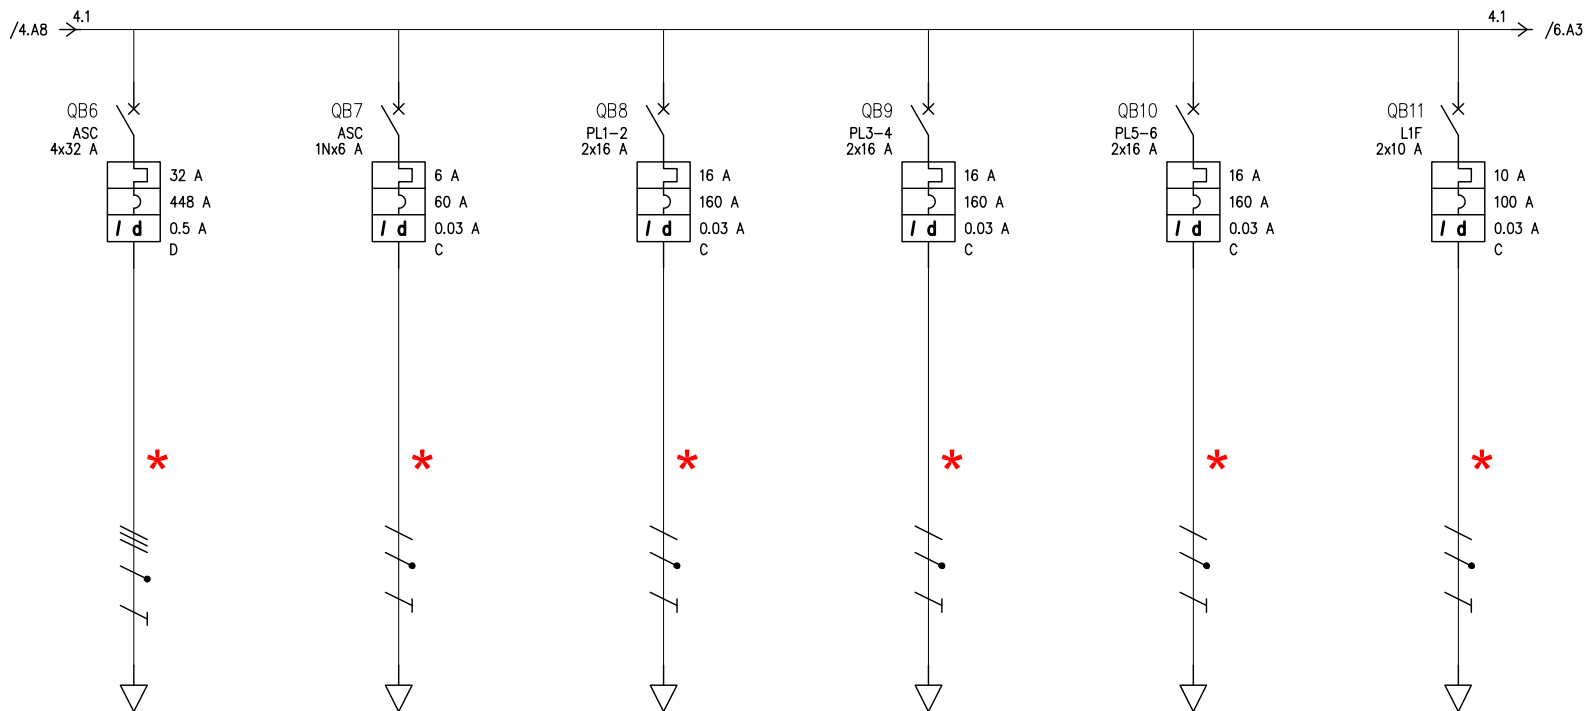 4.1
4.1
/4.A8
/6.A3
QB6
ASC
4x32 A
32 A
448 A
I d
0.5 A
D
QB7
ASC
1Nx6 A
6 A
60 A
I d
0.03 A
C
QB8
PL1-2
2x16 A
16 A
160 A
I d
0.03 A
C
QB9
PL3-4
2x16 A
16 A
160 A
I d
0.03 A
C
QB10
PL5-6
2x16 A
16 A
160 A
I d
0.03 A
C
QB11
L1F
2x10 A
10 A
100 A
I d
0.03 A
C
*
*
*
*
*
*